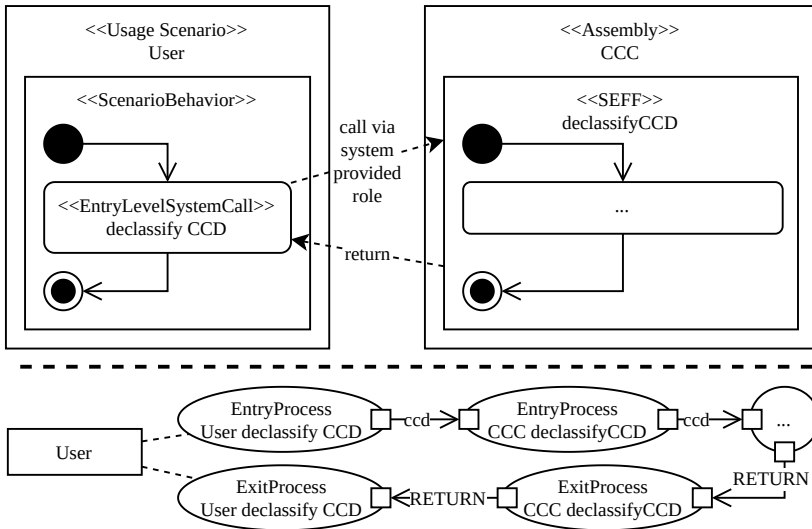 <<Usage Scenario>>
User
<<ScenarioBehavior>>
<<EntryLevelSystemCall>>
declassify CCD
call via
system
provided
role
return
<<Assembly>>
CCC
<<SEFF>>
declassifyCCD
...
User
EntryProcess
User declassify CCD
ccd
EntryProcess
CCC declassifyCCD
ccd
...
RETURN
ExitProcess
CCC declassifyCCD
RETURN
ExitProcess
User declassify CCD